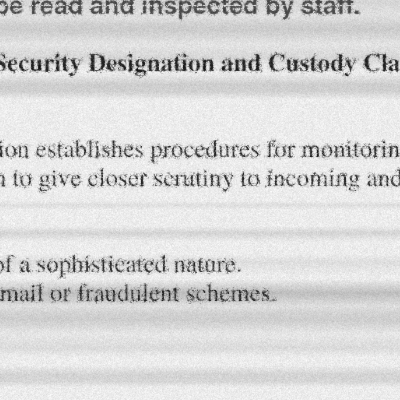 be read and inspected by staff.
Security Designation and Custody Cla
ion establishes procedures for monitorin
n to give closer scrutiny to incoming and
of a sophisticated nature.
mail or fraudulent schemes.